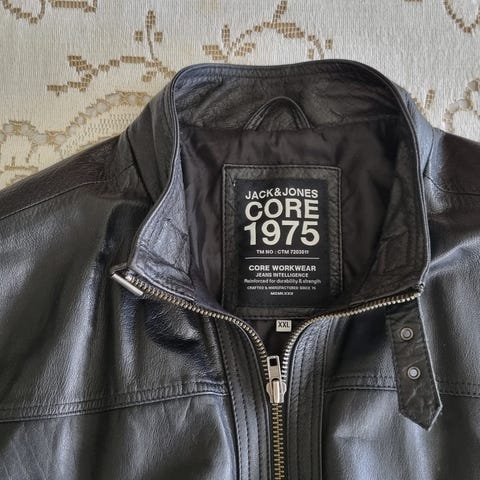 JACK&JONES
CORE
1975
TM NO : CTM 7203011
CORE WORKWEAR
JEANS INTELLIGENCE
Reinforced for durability & strength
CRAFTED & MANUFACTURED SINCE 75
XXL